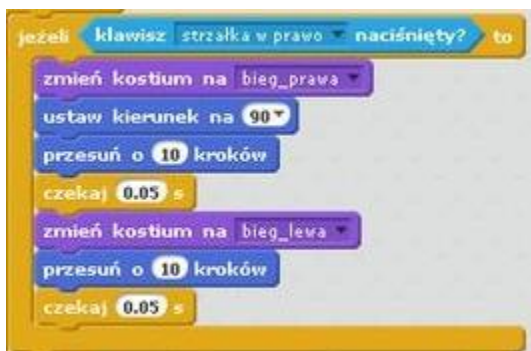 jeżeli klawisz strzałka w prawo naciśnięty? to
zmień kostium na bieg_prawa
ustaw kierunek na 90
przesuń o 10 kroków
czekaj 0.05 s
zmień kostium na bieg_lewa
przesuń o 10 kroków
czekaj 0.05 s